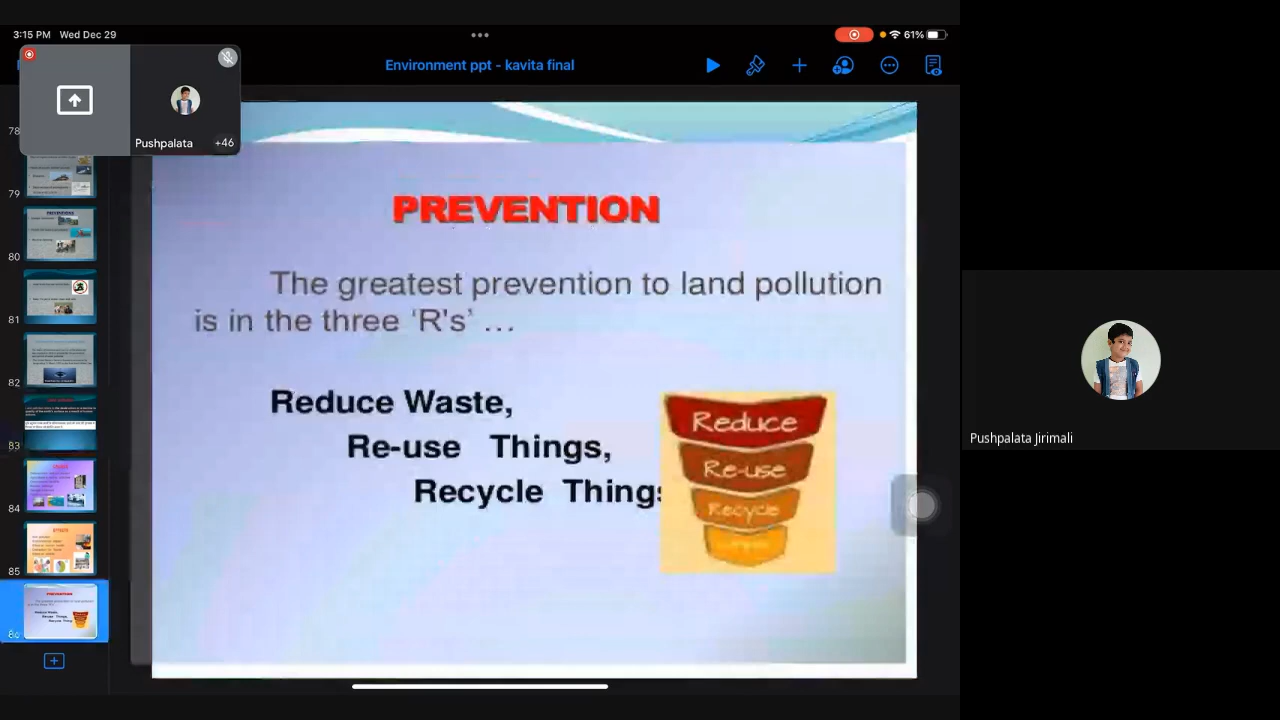 3:15 PM Wed Dec 29
61%
Environment ppt - kavita final
Pushpalata +46
78
79
80
81
82
83
84
85
86
PREVENTION
The greatest prevention to land pollution
is in the three ‘R's’ …
Reduce Waste,
Re-use Things,
Recycle Things
Reduce
Re-use
Recycle
Pushpalata Jirimali